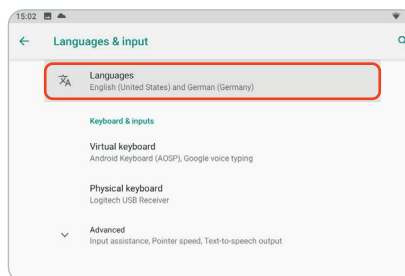 15:02
Languages & input
Languages
English (United States) and German (Germany)
Keyboard & inputs
Virtual keyboard
Android Keyboard (AOSP), Google voice typing
Physical keyboard
Logitech USB Receiver
Advanced
Input assistance, Pointer speed, Text-to-speech output